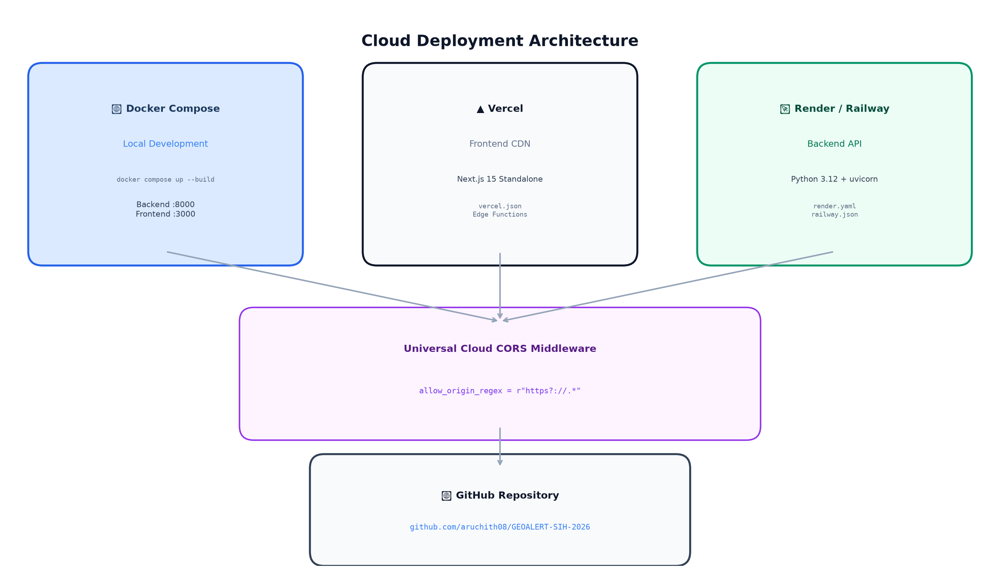 Cloud Deployment Architecture
Docker Compose
Local Development
docker compose up --build
Backend :8000
Frontend :3000
▲ Vercel
Frontend CDN
Next.js 15 Standalone
vercel.json
Edge Functions
Render / Railway
Backend API
Python 3.12 + uvicorn
render.yaml
railway.json
Universal Cloud CORS Middleware
allow_origin_regex = r"https?://.*"
GitHub Repository
github.com/aruchith08/GEOALERT-SIH-2026